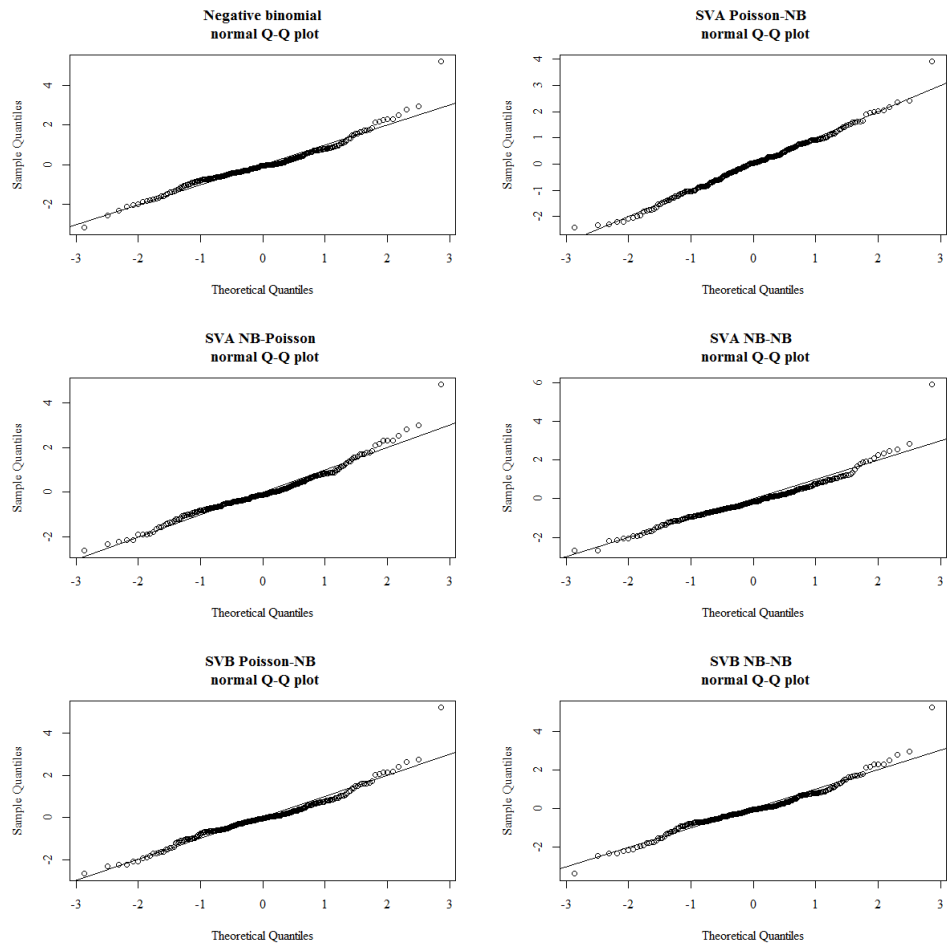 Negative binomial
normal Q-Q plot
Sample Quantiles
4
2
0
-2
-3
-2
-1
0
1
2
3
Theoretical Quantiles
SVA Poisson-NB
normal Q-Q plot
Sample Quantiles
4
3
2
1
0
-1
-2
-3
-2
-1
0
1
2
3
Theoretical Quantiles
SVA NB-Poisson
normal Q-Q plot
Sample Quantiles
4
2
0
-2
-3
-2
-1
0
1
2
3
Theoretical Quantiles
SVA NB-NB
normal Q-Q plot
Sample Quantiles
6
4
2
0
-2
-3
-2
-1
0
1
2
3
Theoretical Quantiles
SVB Poisson-NB
normal Q-Q plot
Sample Quantiles
4
2
0
-2
-3
-2
-1
0
1
2
3
Theoretical Quantiles
SVB NB-NB
normal Q-Q plot
Sample Quantiles
4
2
0
-2
-3
-2
-1
0
1
2
3
Theoretical Quantiles